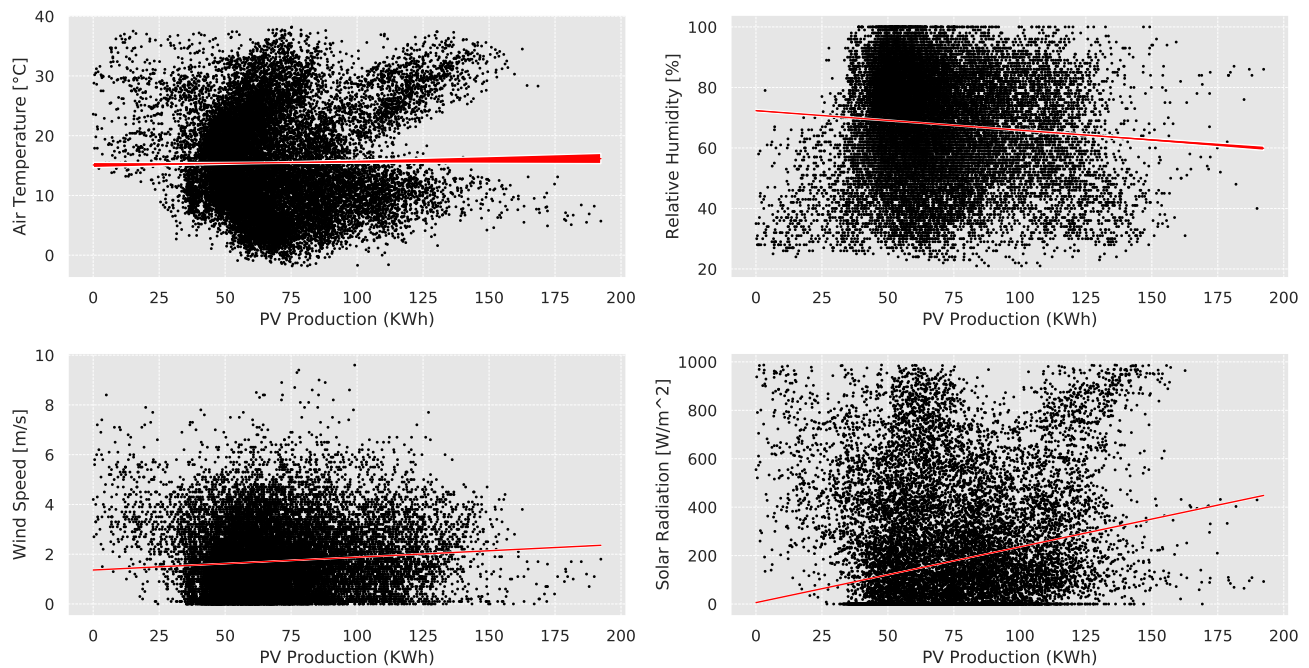 40
30
20
10
0
Air Temperature [°C]
0 25 50 75 100 125 150 175 200
PV Production (KWh)
100
80
60
40
20
Relative Humidity [%]
0 25 50 75 100 125 150 175 200
PV Production (KWh)
10
8
6
4
2
0
Wind Speed [m/s]
0 25 50 75 100 125 150 175 200
PV Production (KWh)
1000
800
600
400
200
0
Solar Radiation [W/m^2]
0 25 50 75 100 125 150 175 200
PV Production (KWh)